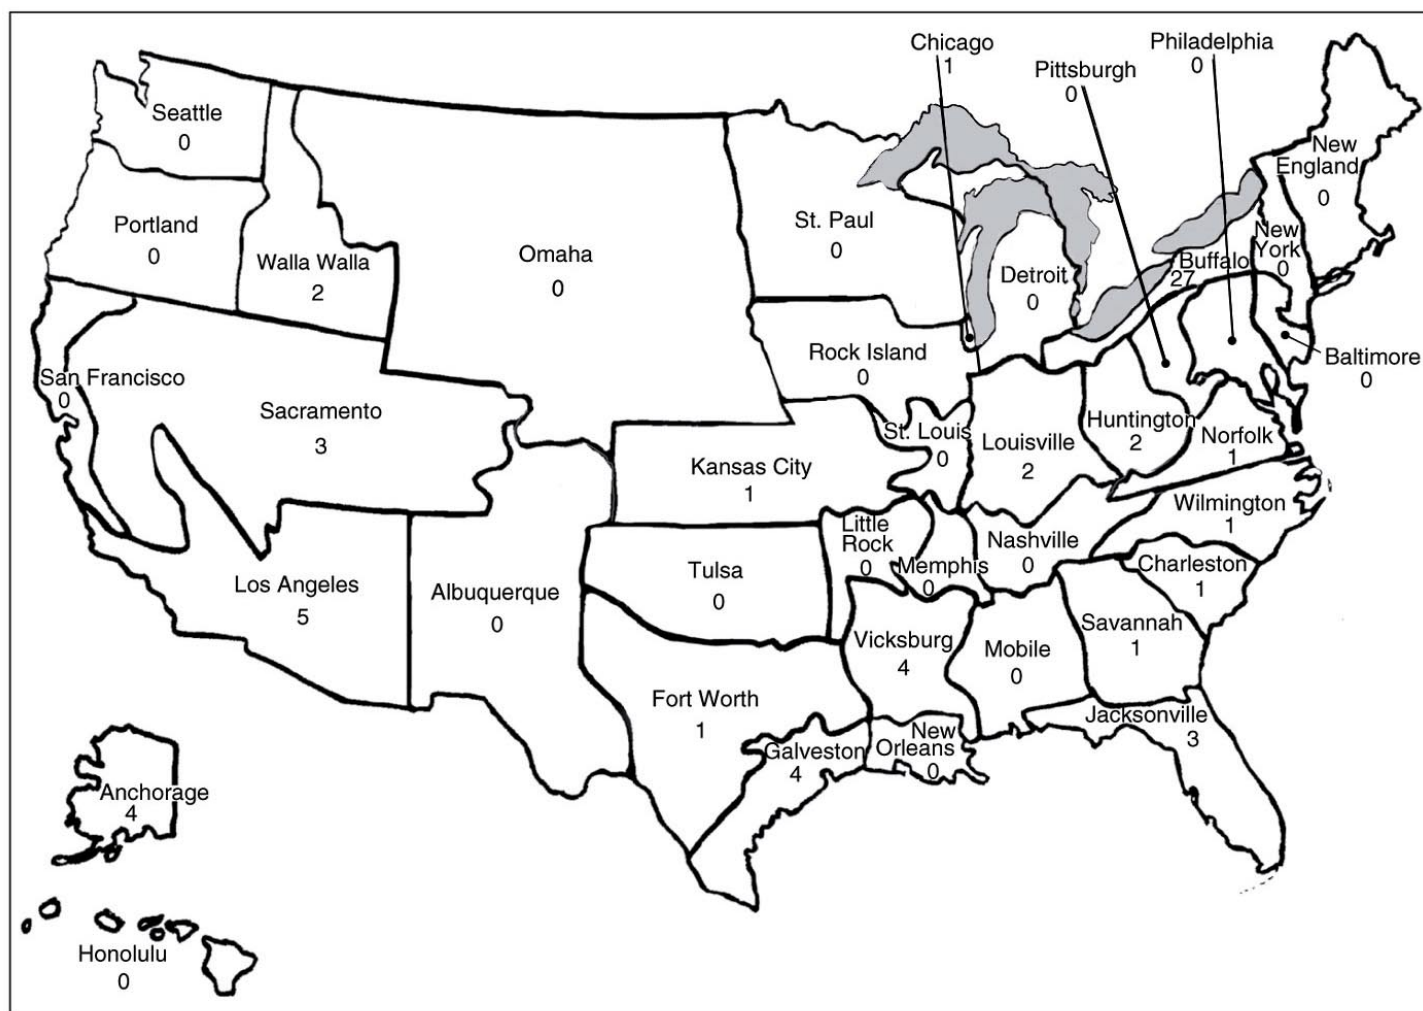 Chicago
1
Philadelphia
0
Pittsburgh
0
Seattle
0
New
England
0
Portland
0
Walla Walla
2
Omaha
0
St. Paul
0
Detroit
0
Buffalo
27
New
York
0
Baltimore
0
Rock Island
0
San Francisco
0
Sacramento
3
Kansas City
1
St. Louis
0
Louisville
2
Huntington
2
Norfolk
1
Wilmington
1
Little
Rock
0
Memphis
0
Nashville
0
Charleston
1
Los Angeles
5
Albuquerque
0
Tulsa
0
Vicksburg
4
Mobile
0
Savannah
1
Fort Worth
1
Galveston
4
New
Orleans
0
Jacksonville
3
Anchorage
4
Honolulu
0